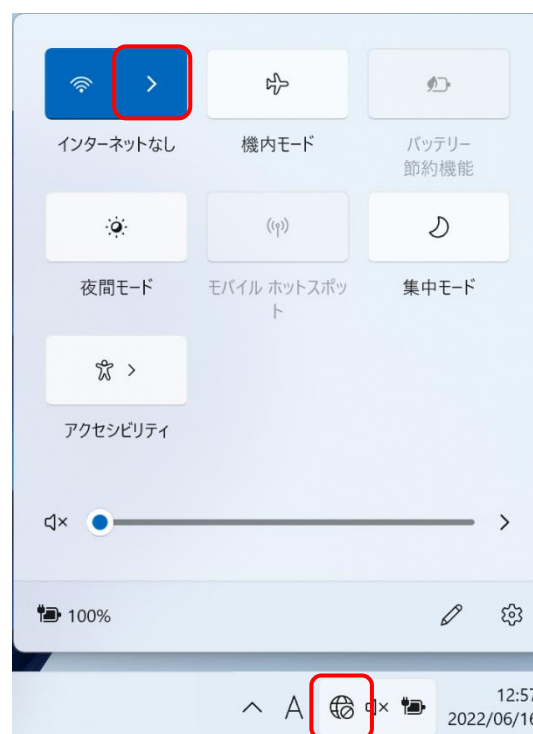 インターネットなし
機内モード
バッテリー
節約機能
夜間モード
モバイル ホットスポッ
ト
集中モード
アクセシビリティ
100%
A
12:57
2022/06/16